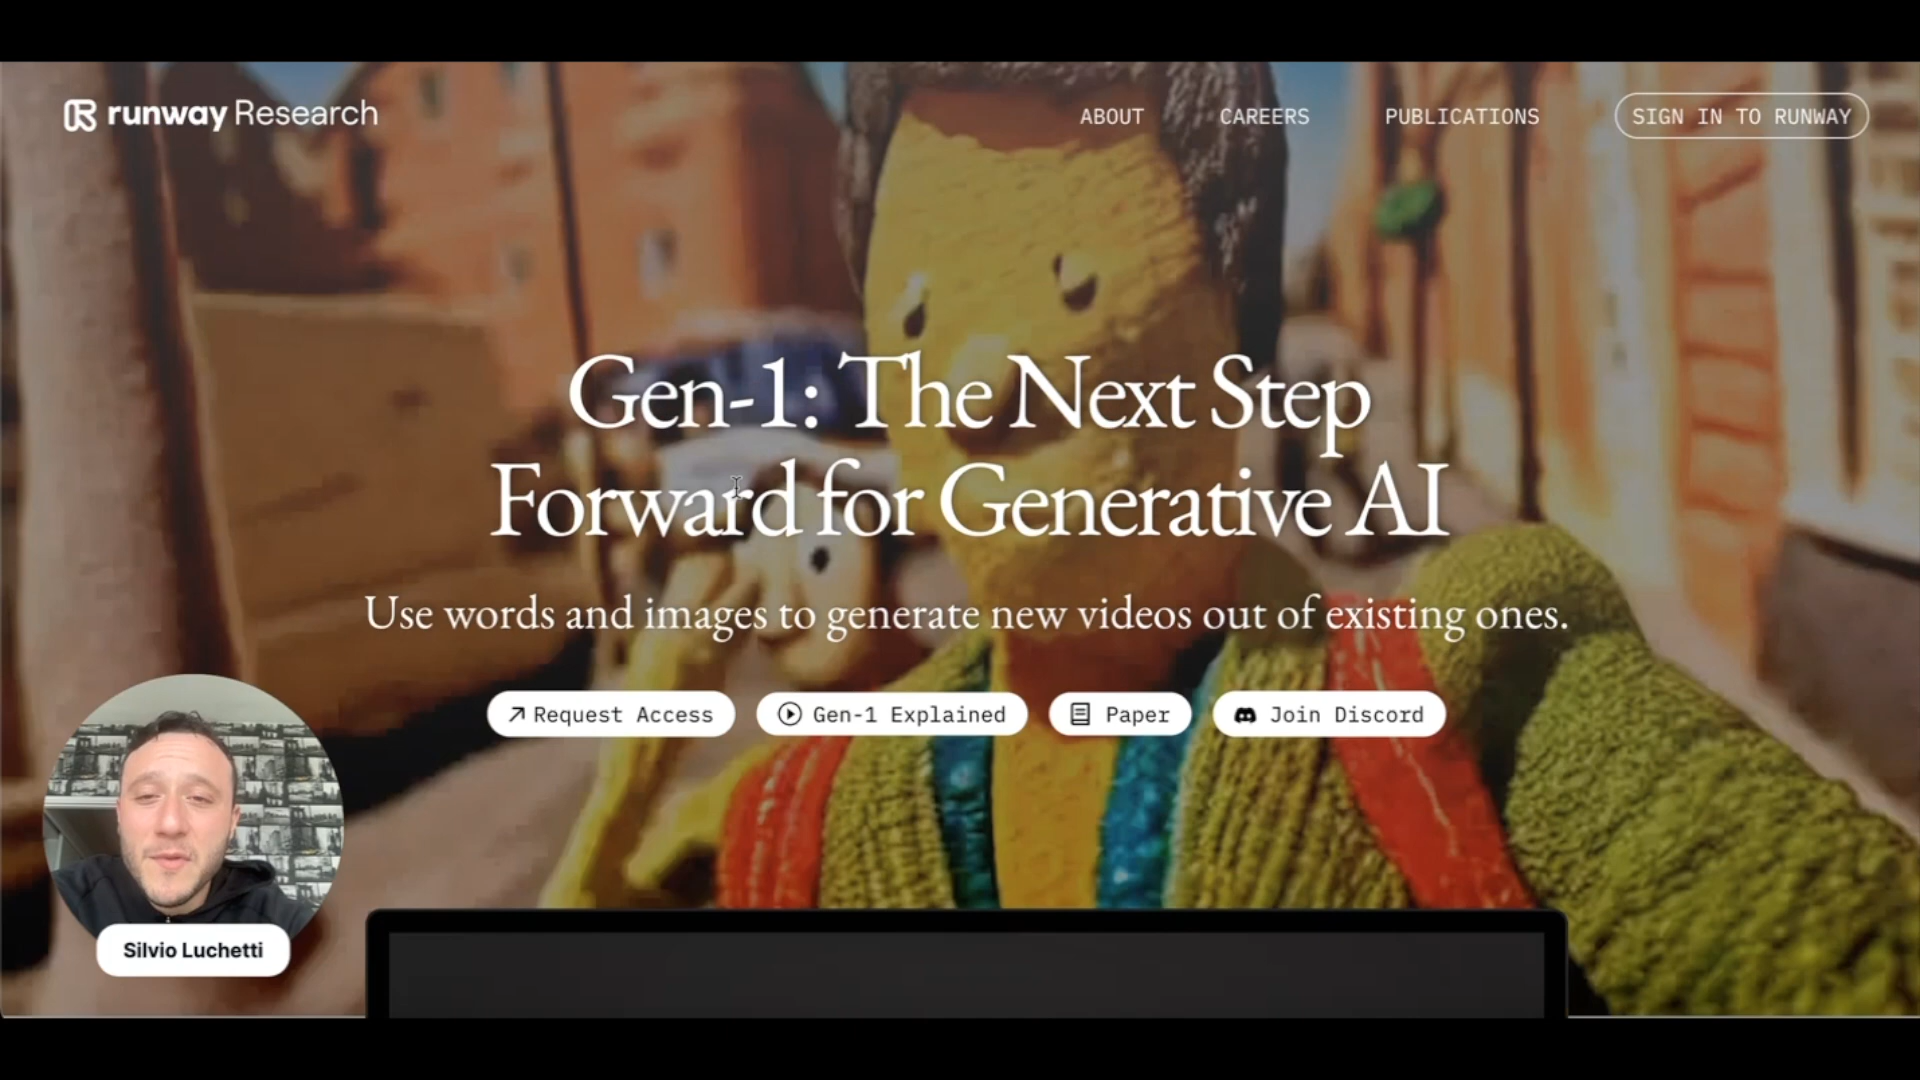 runway Research
ABOUT
CAREERS
PUBLICATIONS
SIGN IN TO RUNWAY
Gen-1: The Next Step
Forward for Generative AI
Use words and images to generate new videos out of existing ones.
Request Access
Gen-1 Explained
Paper
Join Discord
Silvio Luchetti